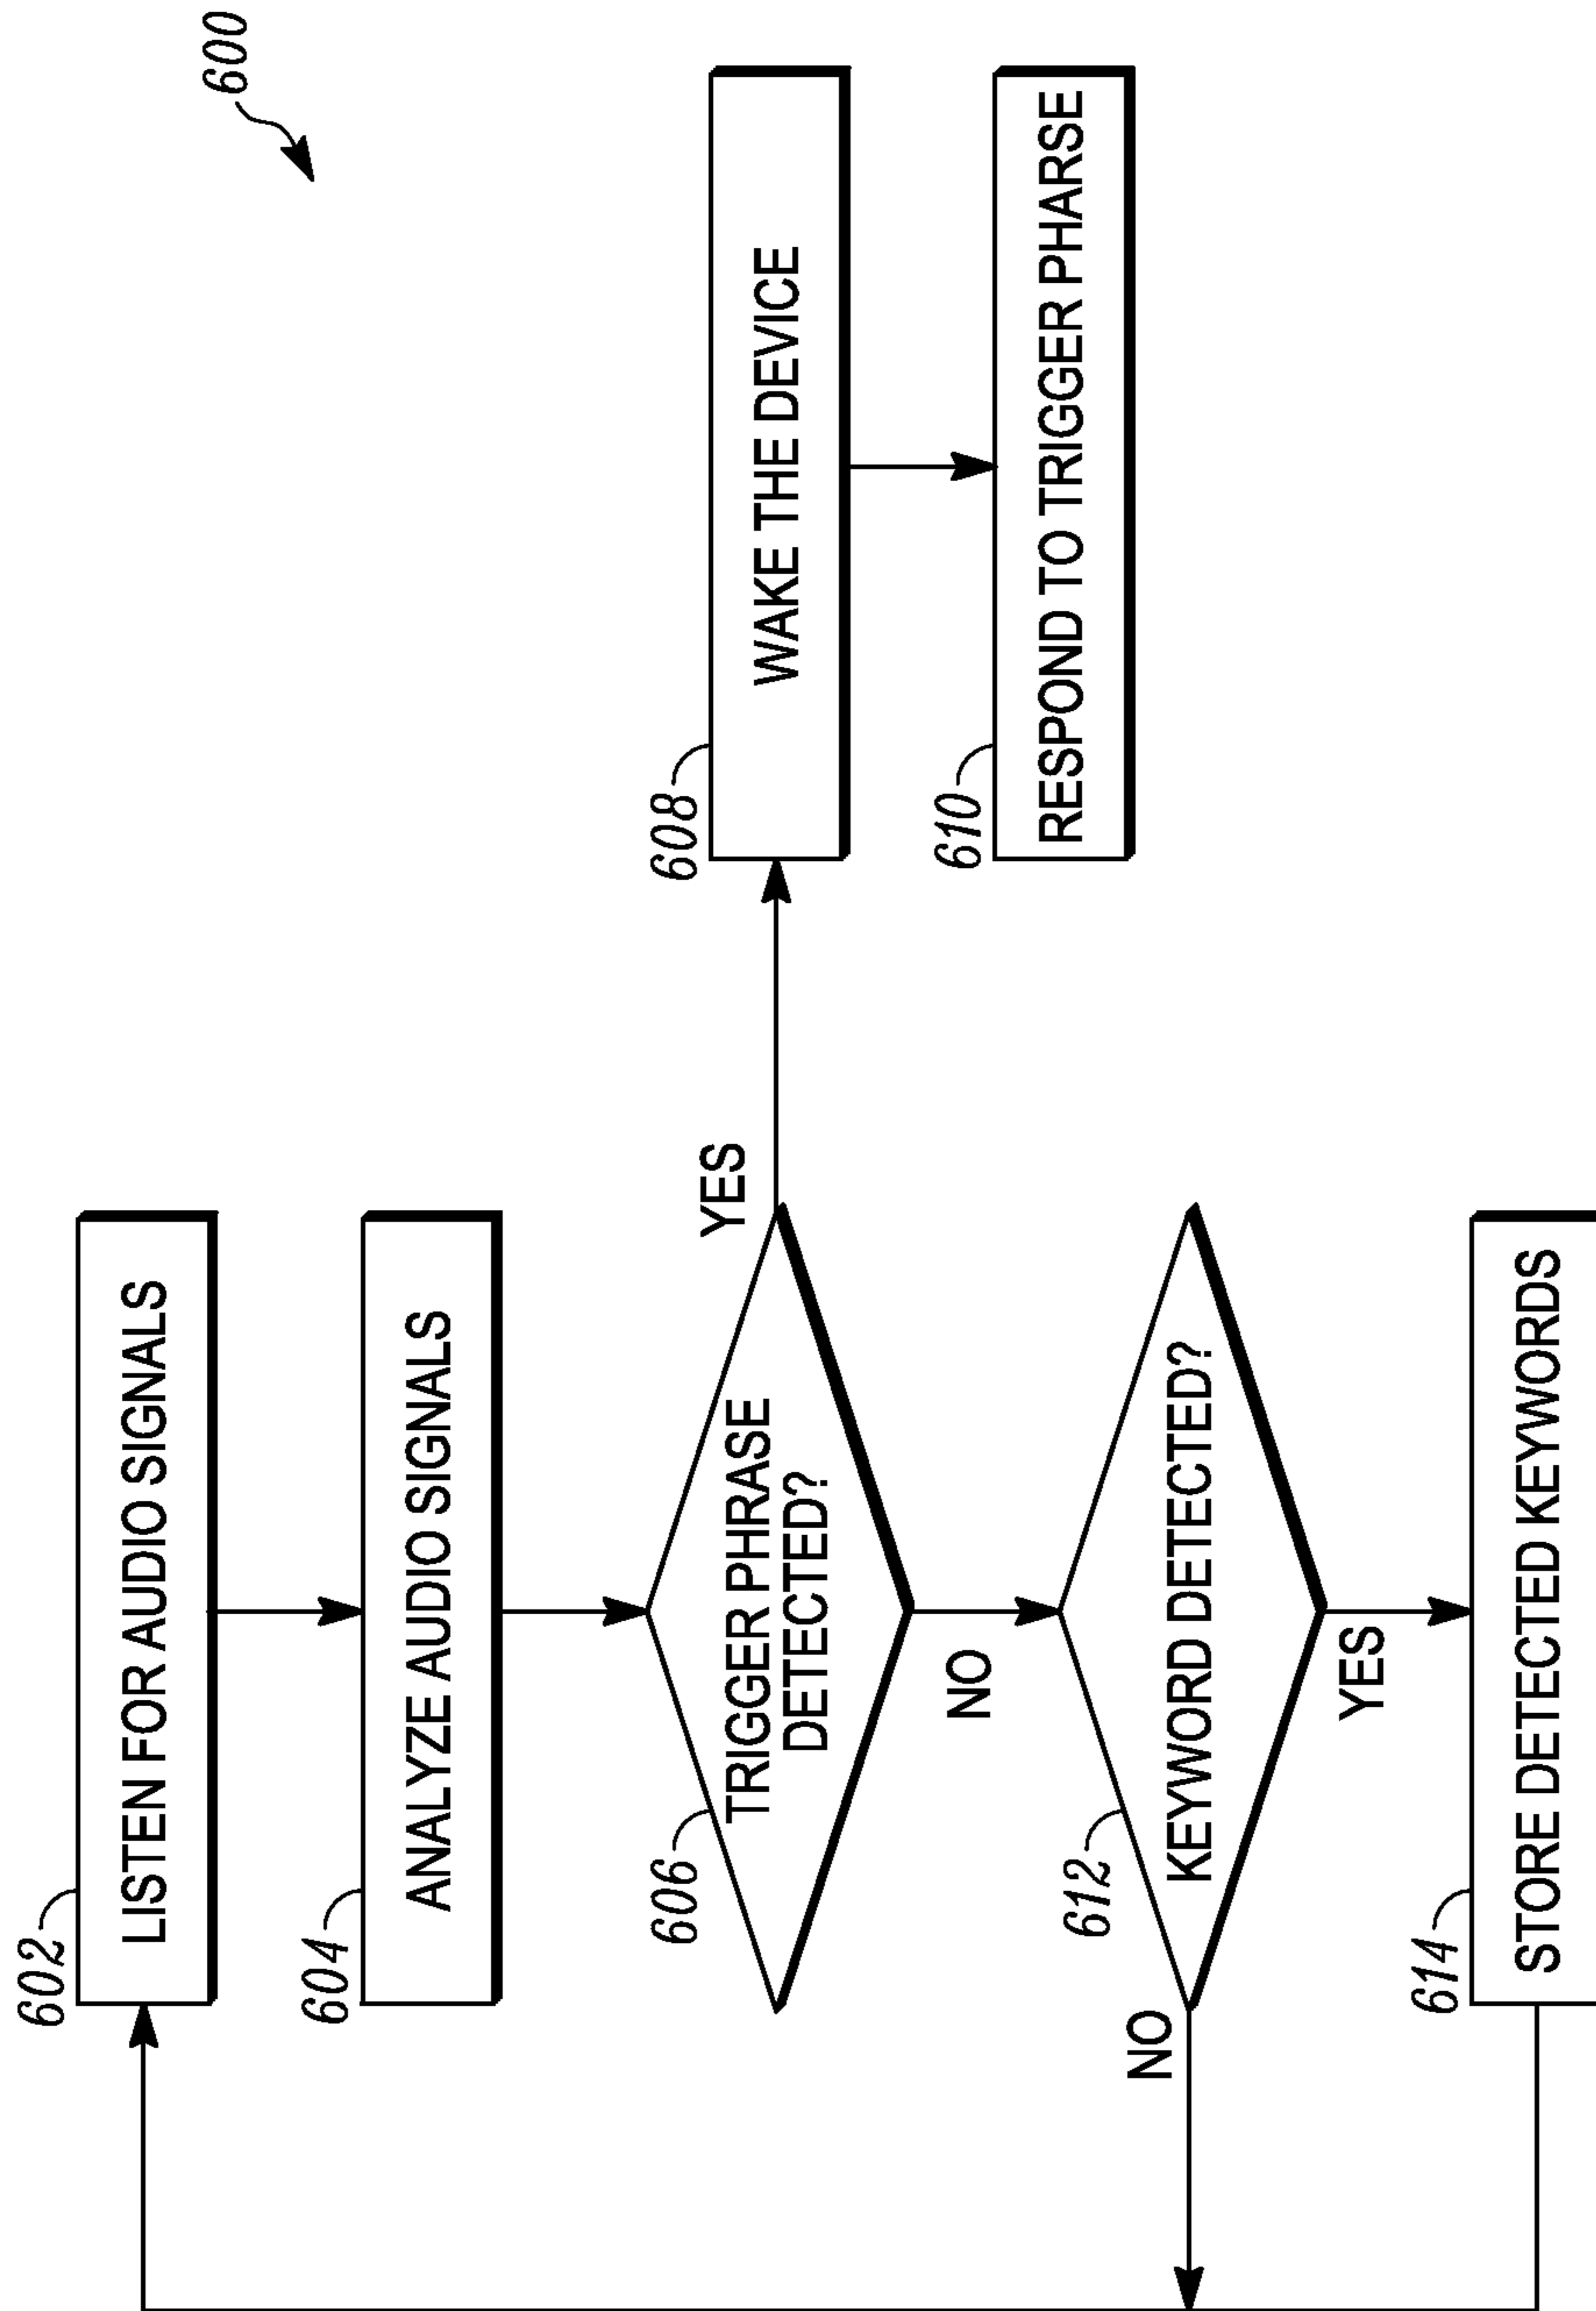 600
602
LISTEN FOR AUDIO SIGNALS
604
ANALYZE AUDIO SIGNALS
606
TRIGGER PHRASE
DETECTED?
YES
608
WAKE THE DEVICE
610
RESPOND TO TRIGGER PHARSE
NO
612
KEYWORD DETECTED?
NO
YES
614
STORE DETECTED KEYWORDS